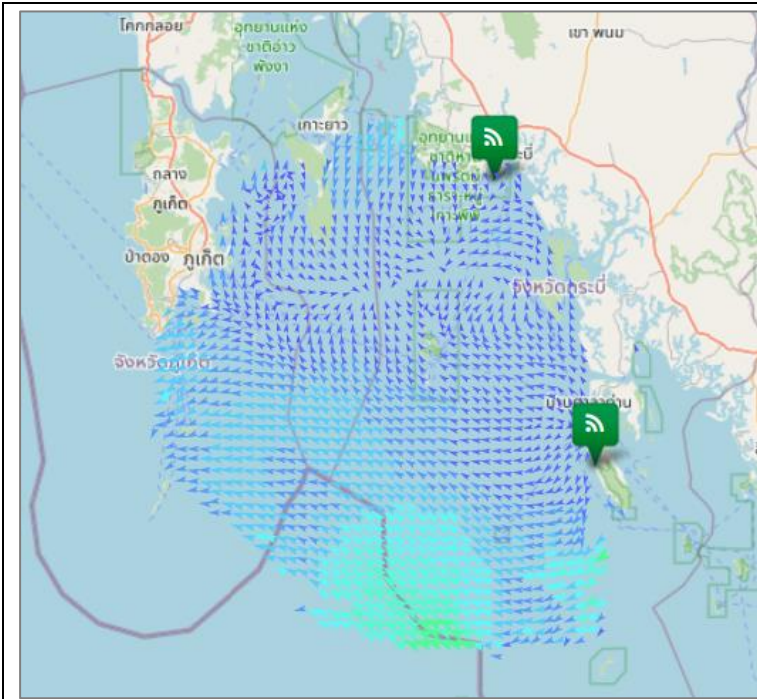 โคกกลอย
อุทยานแห่ง
ชาติอ่าว
พังงา
เขา พนม
เกาะยาว
ถลาง
ภูเก็ต
ป่าตอง
ภูเก็ต
จังหวัดกระบี่
จังหวัดภูเก็ต